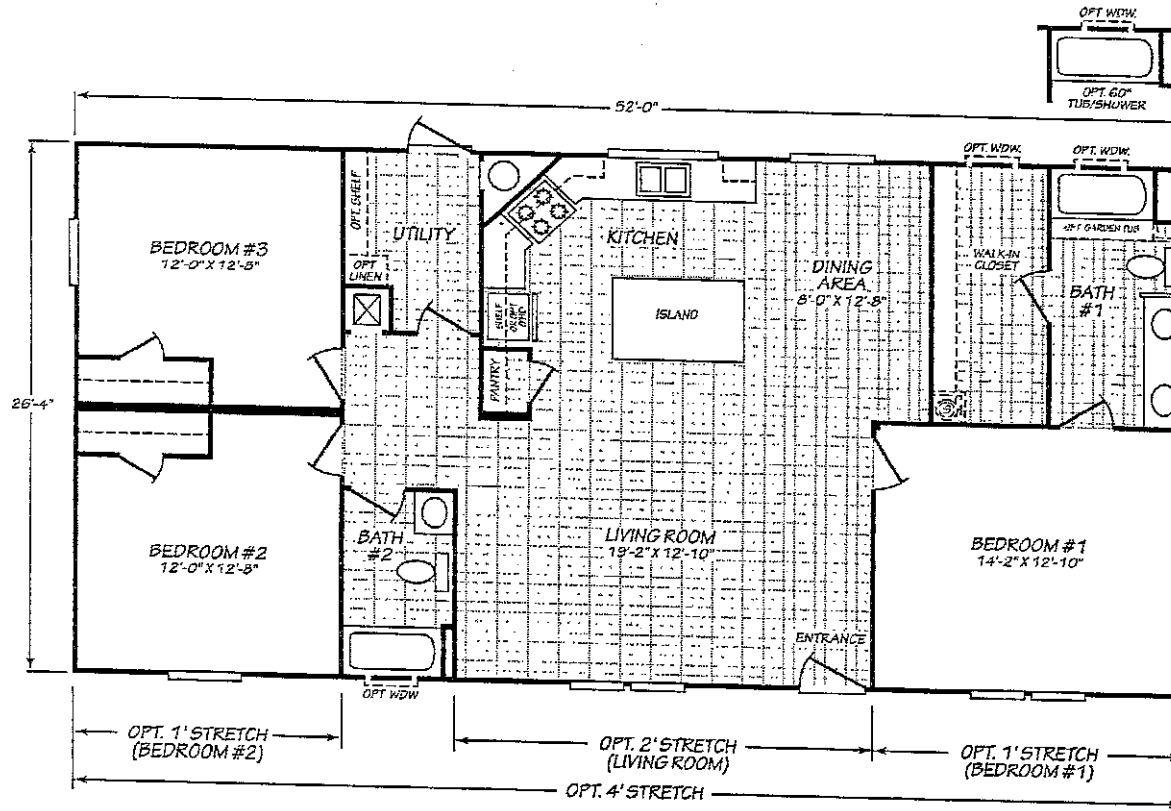 OPT WDW.
OPT. 60"
TUB/SHOWER
52'-0"
26'-4"
BEDROOM #3
12'-0" X 12'-8"
OPT. SHELF
UTILITY
OPT
LINEN
KITCHEN
SHELF
OR OPT
ISLAND
PANTRY
DINING
AREA
8'-0" X 12'-8"
OPT. WDW.
WALK-IN
CLOSET
OPT. WDW.
OPT GARDEN TUB
BATH
#1
BEDROOM #2
12'-0" X 12'-8"
BATH
#2
OPT WDW
LIVING ROOM
19'-2" X 12'-10"
ENTRANCE
BEDROOM #1
14'-2" X 12'-10"
OPT. 1' STRETCH
(BEDROOM #2)
OPT. 2' STRETCH
(LIVING ROOM)
OPT. 1' STRETCH
(BEDROOM #1)
OPT. 4' STRETCH